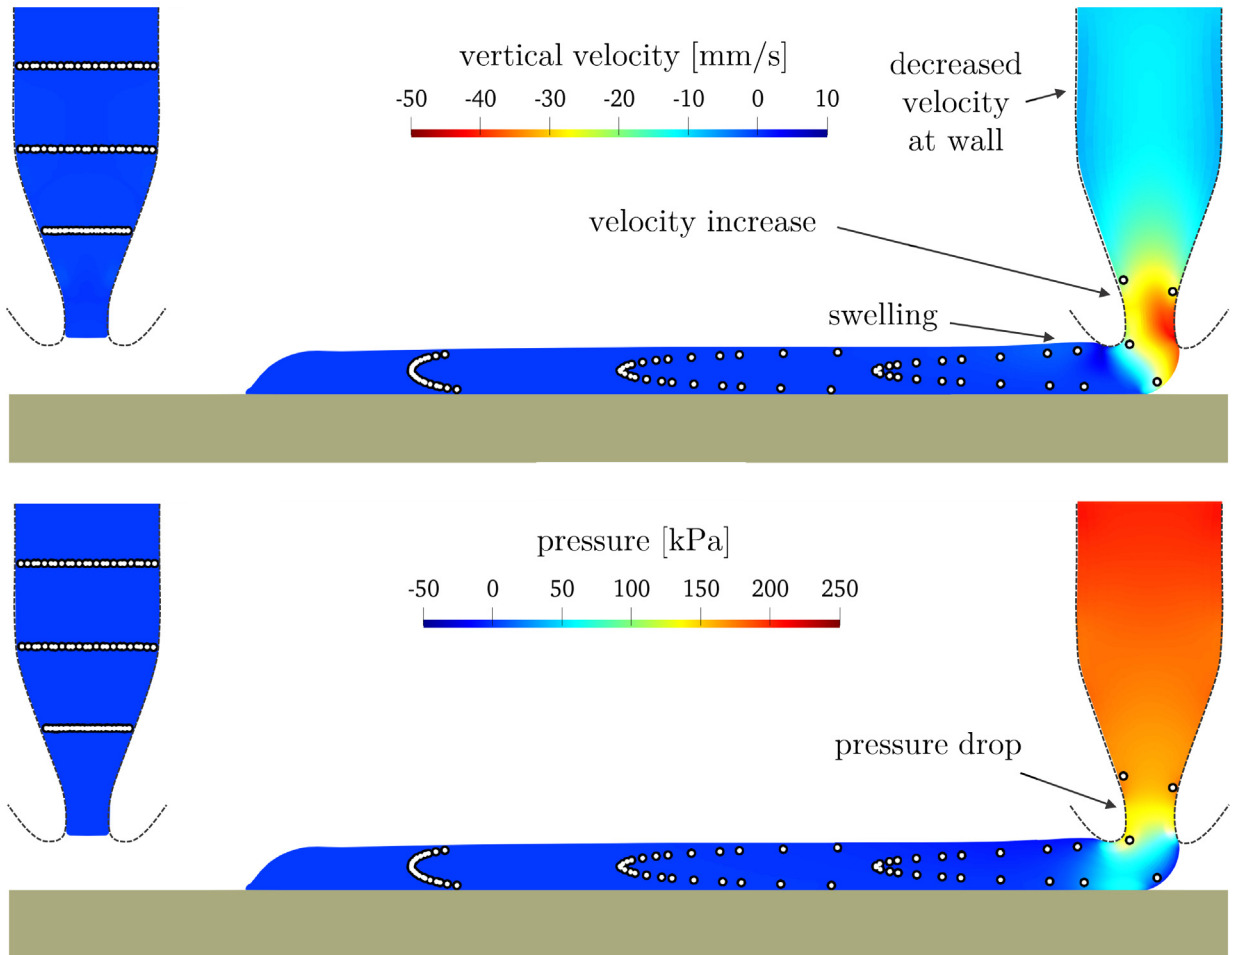 vertical velocity [mm/s]
-50 -40 -30 -20 -10 0 10
decreased
velocity
at wall
velocity increase
swelling
pressure [kPa]
-50 0 50 100 150 200 250
pressure drop